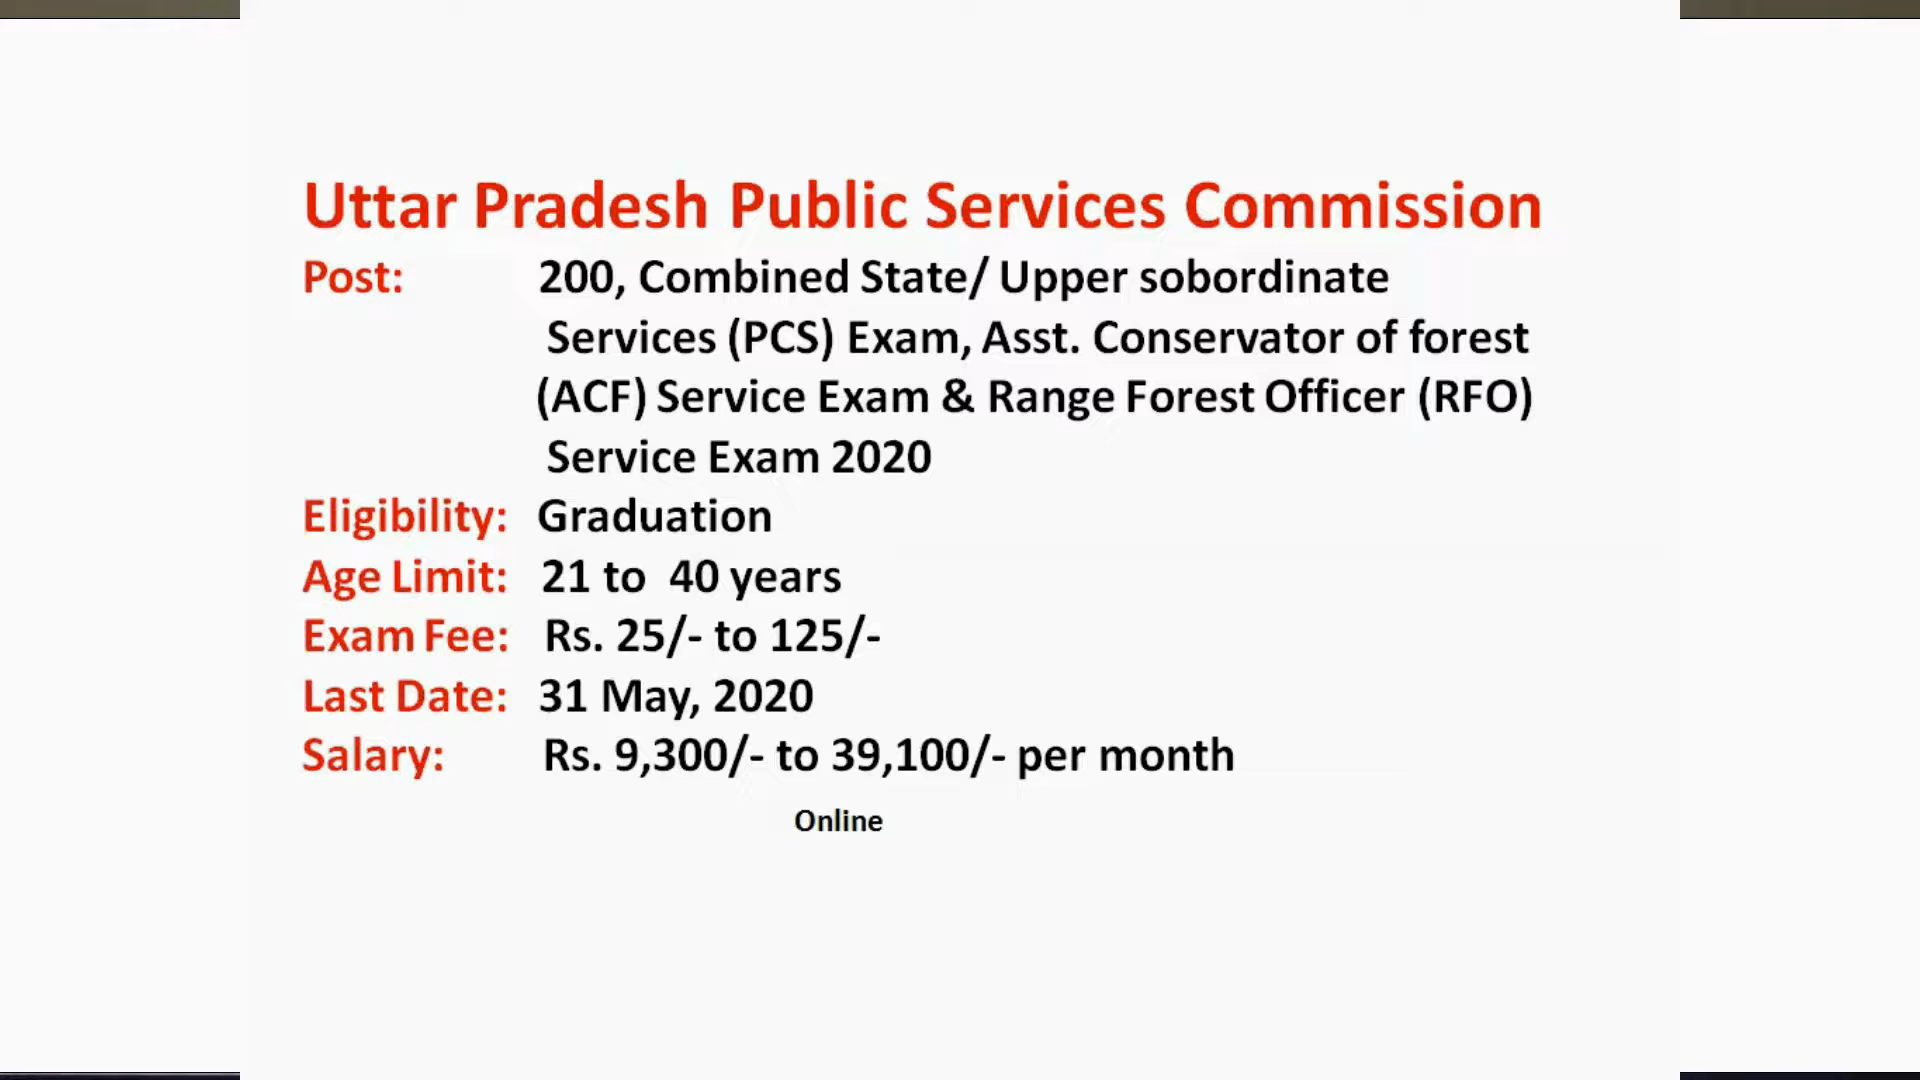 Uttar Pradesh Public Services Commission
Post: 200, Combined State/ Upper sobordinate
Services (PCS) Exam, Asst. Conservator of forest
(ACF) Service Exam & Range Forest Officer (RFO)
Service Exam 2020
Eligibility: Graduation
Age Limit: 21 to 40 years
Exam Fee: Rs. 25/- to 125/-
Last Date: 31 May, 2020
Salary: Rs. 9,300/- to 39,100/- per month
Online